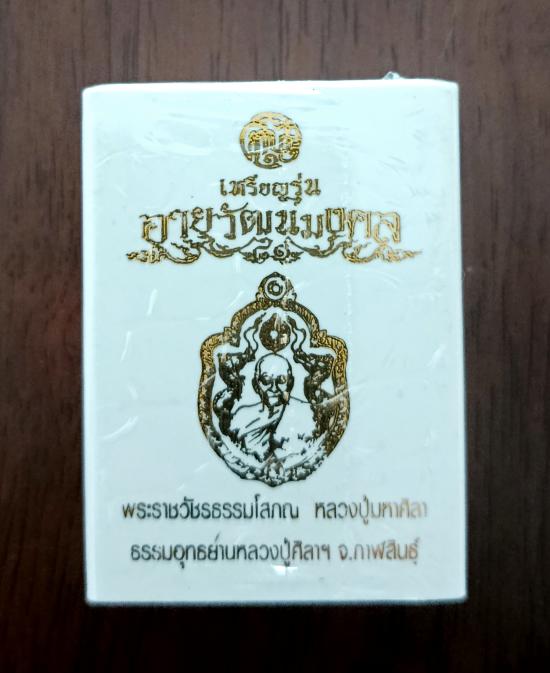 เหรียญรุ่น
อายุวัฒนมงคล
พระราชวัชรธรรมโสภณ หลวงปู่มหาศิลา
ธรรมอุทธย่านหลวงปู่ศิลาฯ จ.กาฬสินธุ์